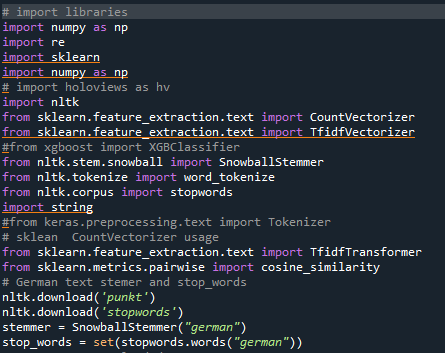 # import libraries
import numpy as np
import re
import sklearn
import numpy as np
# import holoviews as hv
import nltk
from sklearn.feature_extraction.text import CountVectorizer
from sklearn.feature_extraction.text import TfidfVectorizer
#from xgboost import XGBClassifier
from nltk.stem.snowball import SnowballStemmer
from nltk.tokenize import word_tokenize
from nltk.corpus import stopwords
import string
#from keras.preprocessing.text import Tokenizer
# sklean  CountVectorizer usage
from sklearn.feature_extraction.text import TfidfTransformer
from sklearn.metrics.pairwise import cosine_similarity
# German text stemer and stop_words
nltk.download('punkt')
nltk.download('stopwords')
stemmer = SnowballStemmer("german")
stop_words = set(stopwords.words("german"))